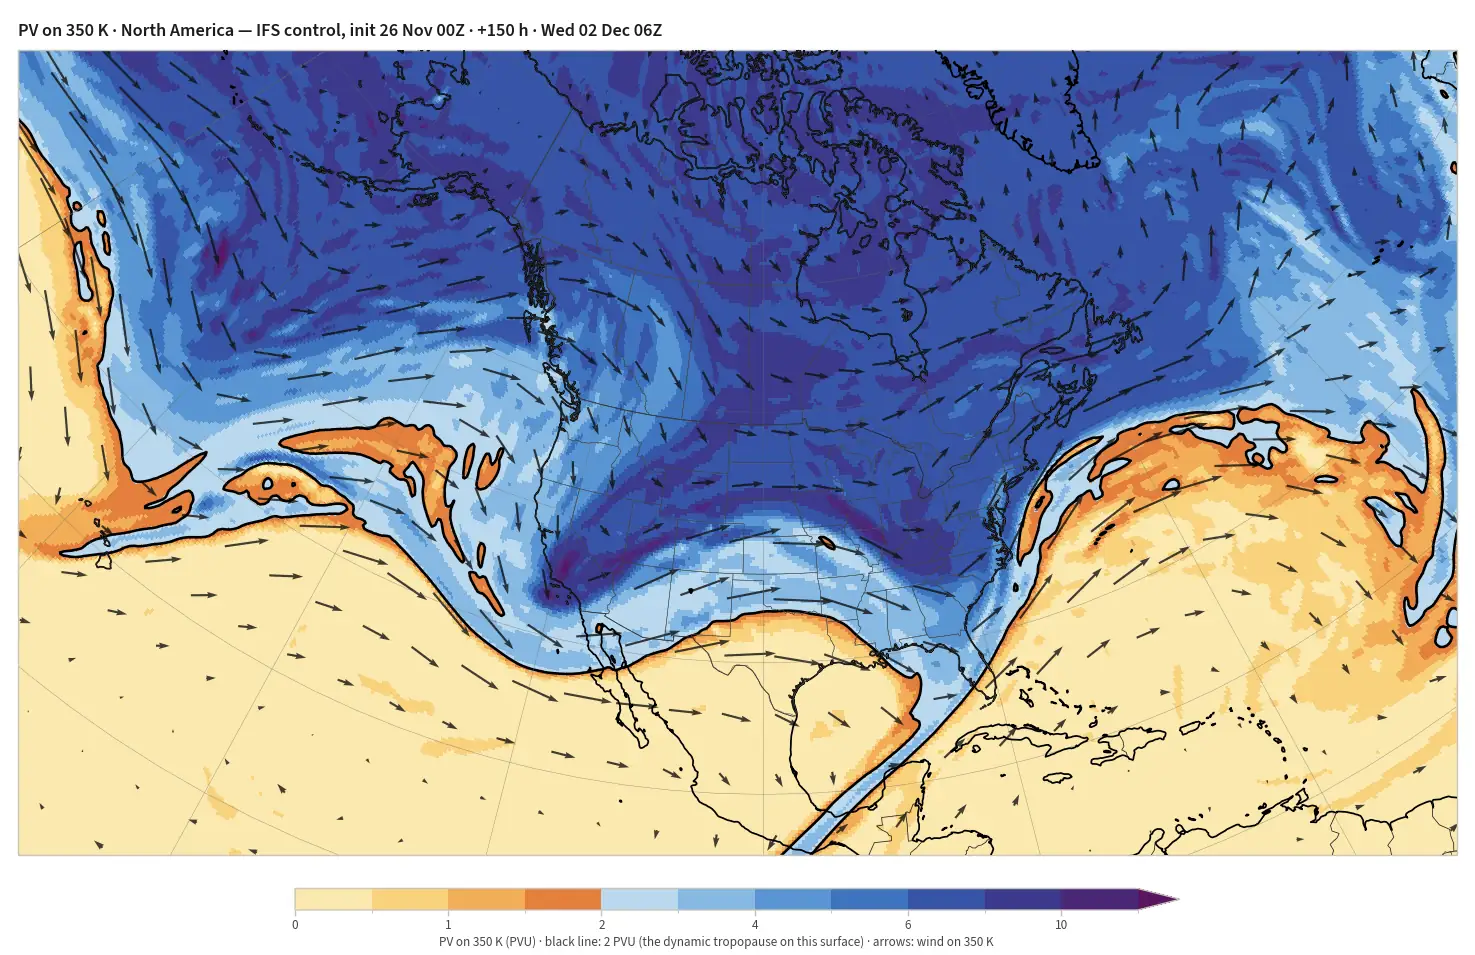 PV on 350 K · North America — IFS control, init 26 Nov 00Z · +150 h · Wed 02 Dec 06Z
0 1 2 4 6 10
PV on 350 K (PVU) · black line: 2 PVU (the dynamic tropopause on this surface) · arrows: wind on 350 K